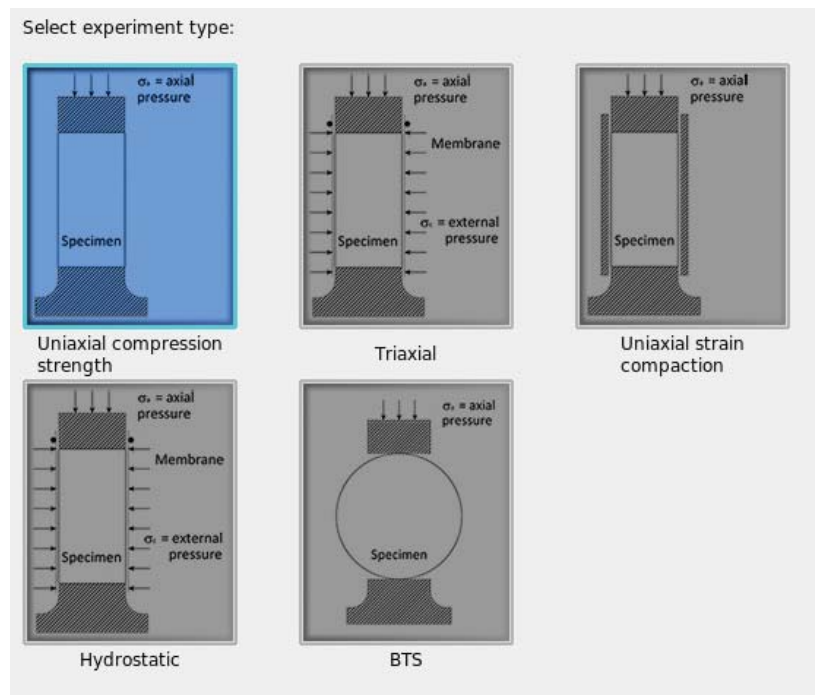 Select experiment type:
σₐ = axial
pressure
Specimen
Uniaxial compression
strength
σₐ = axial
pressure
Membrane
σ꜀ = external
pressure
Specimen
Triaxial
σₐ = axial
pressure
Specimen
Uniaxial strain
compaction
σₐ = axial
pressure
Membrane
σ꜀ = external
pressure
Specimen
Hydrostatic
σₐ = axial
pressure
Specimen
BTS